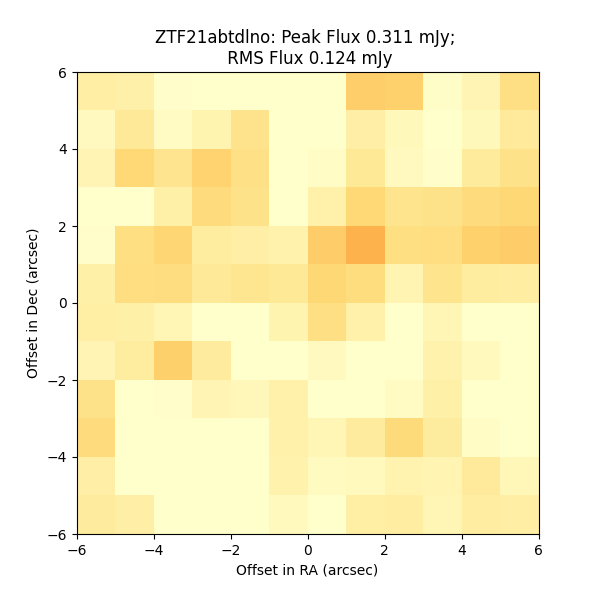 ZTF21abtdlno: Peak Flux 0.311 mJy;
RMS Flux 0.124 mJy
6
4
2
0
−2
−4
−6
Offset in Dec (arcsec)
−6 −4 −2 0 2 4 6
Offset in RA (arcsec)